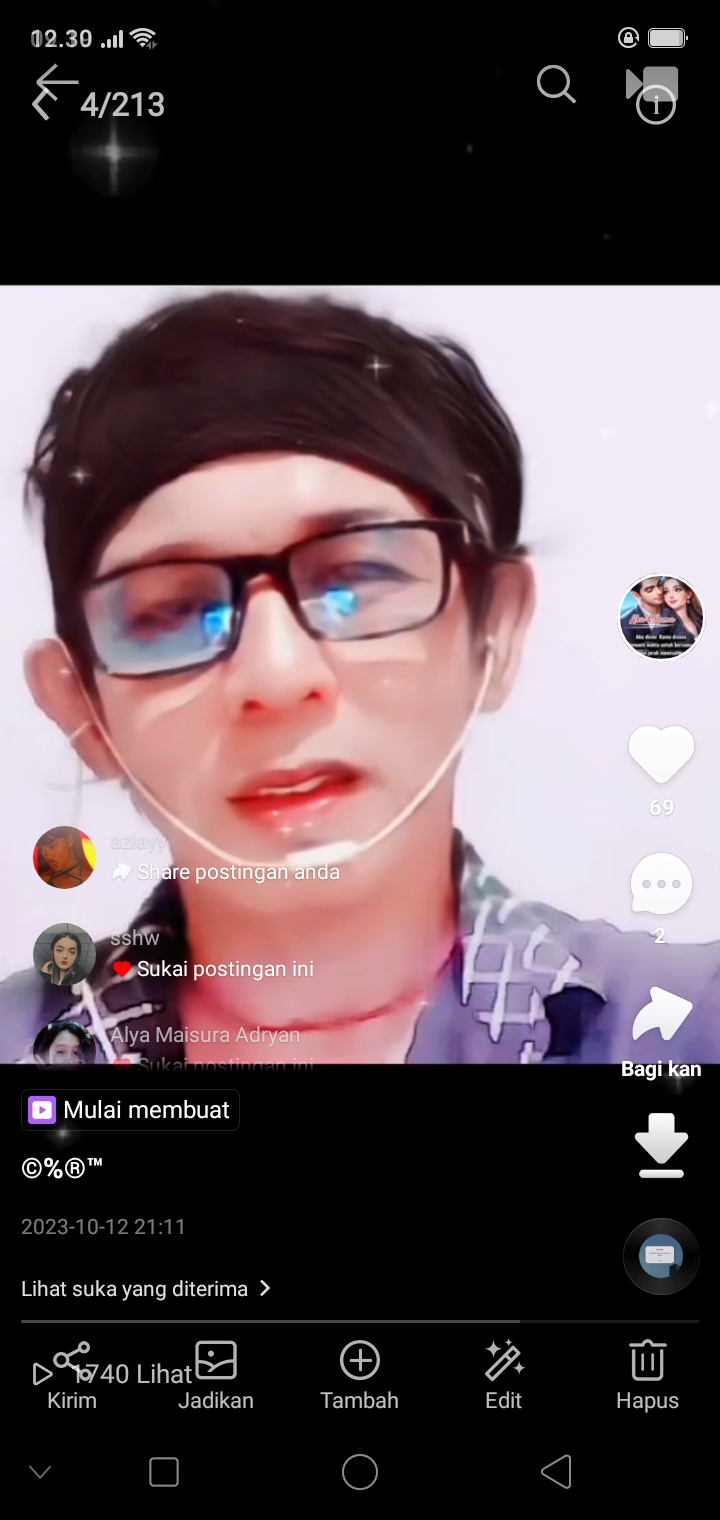 12.30
4/213
azlayy
Share postingan anda
sshw
Sukai postingan ini
Alya Maisura Adryan
Sukai postingan ini
69
2
Bagi kan
Mulai membuat
©%®™
2023-10-12 21:11
Lihat suka yang diterima
1740 Lihat
Kirim
Jadikan
Tambah
Edit
Hapus